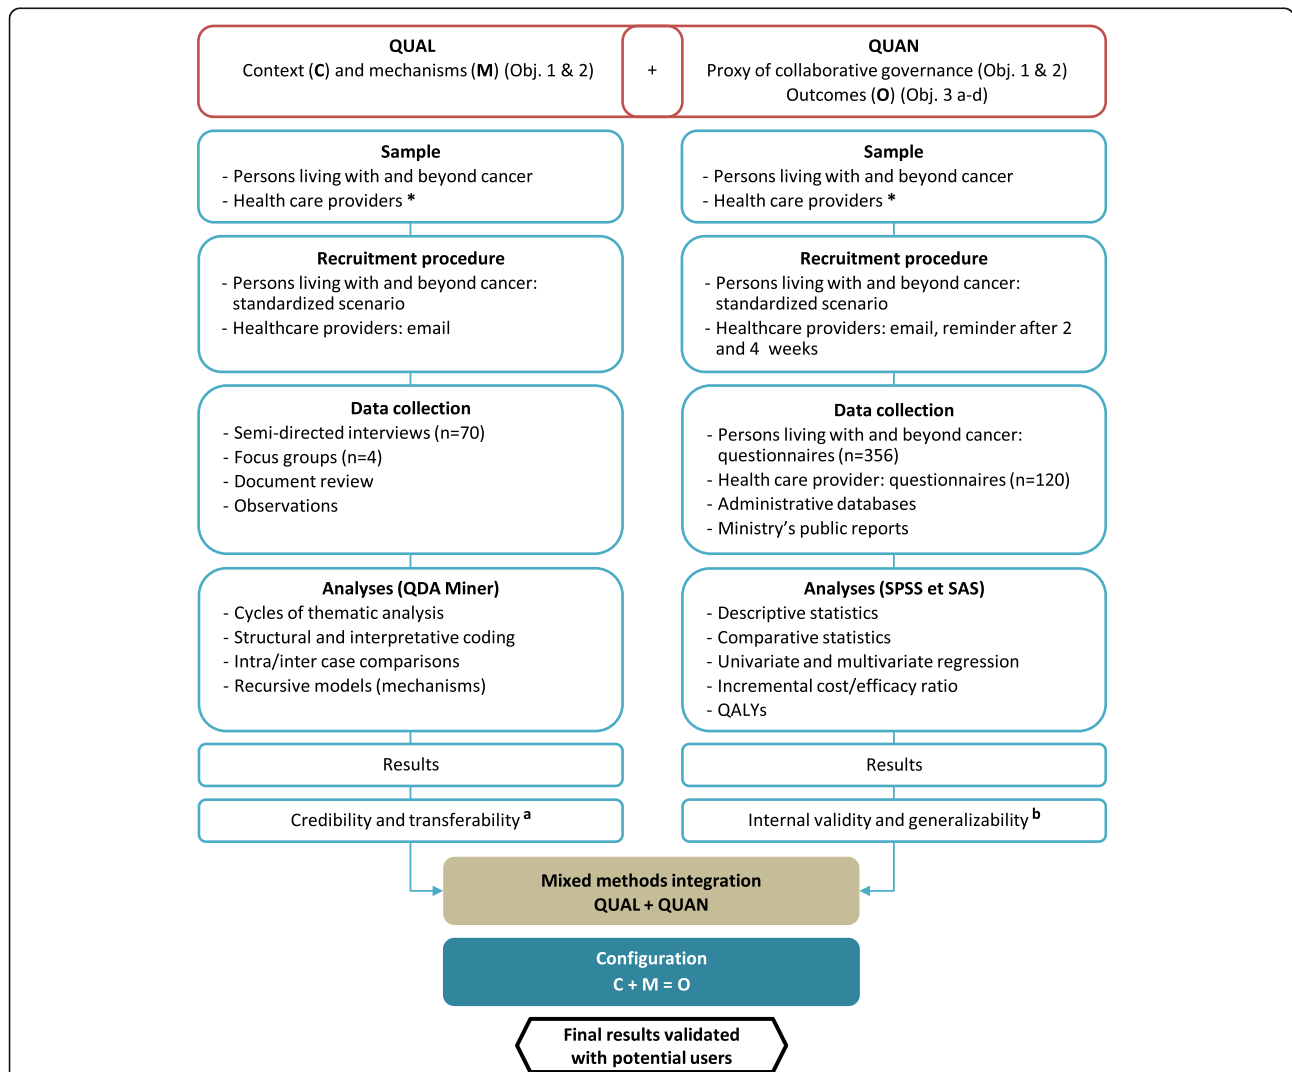 QUAL
Context (C) and mechanisms (M) (Obj. 1 & 2)
+
QUAN
Proxy of collaborative governance (Obj. 1 & 2)
Outcomes (O) (Obj. 3 a-d)
Sample
- Persons living with and beyond cancer
- Health care providers *
Recruitment procedure
- Persons living with and beyond cancer:
standardized scenario
- Healthcare providers: email
Data collection
- Semi-directed interviews (n=70)
- Focus groups (n=4)
- Document review
- Observations
Analyses (QDA Miner)
- Cycles of thematic analysis
- Structural and interpretative coding
- Intra/inter case comparisons
- Recursive models (mechanisms)
Results
Credibility and transferability a
Sample
- Persons living with and beyond cancer
- Health care providers *
Recruitment procedure
- Persons living with and beyond cancer:
standardized scenario
- Healthcare providers: email, reminder after 2
and 4 weeks
Data collection
- Persons living with and beyond cancer:
questionnaires (n=356)
- Health care provider: questionnaires (n=120)
- Administrative databases
- Ministry's public reports
Analyses (SPSS et SAS)
- Descriptive statistics
- Comparative statistics
- Univariate and multivariate regression
- Incremental cost/efficacy ratio
- QALYs
Results
Internal validity and generalizability b
Mixed methods integration
QUAL + QUAN
Configuration
C + M = O
Final results validated
with potential users